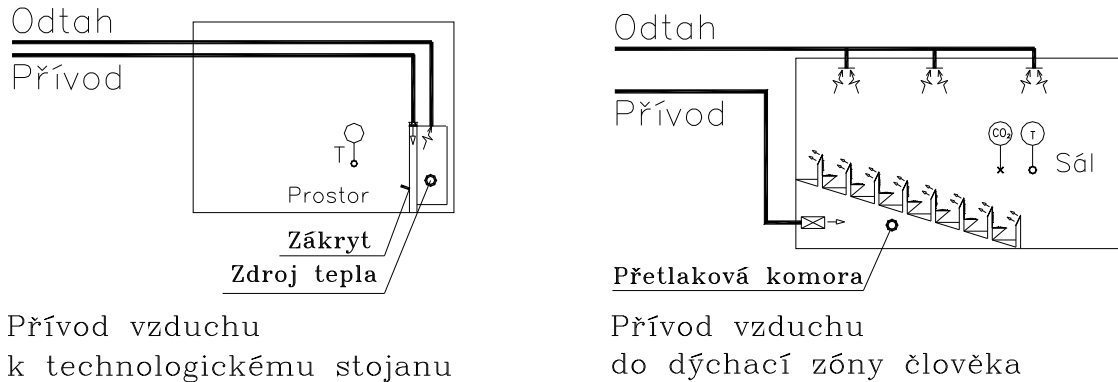 Odtah
Přívod
T
Prostor
Zákryt
Zdroj tepla
Přívod vzduchu
k technologickému stojanu
Odtah
Přívod
CO₂
T
Sál
Přetlaková komora
Přívod vzduchu
do dýchací zóny člověka